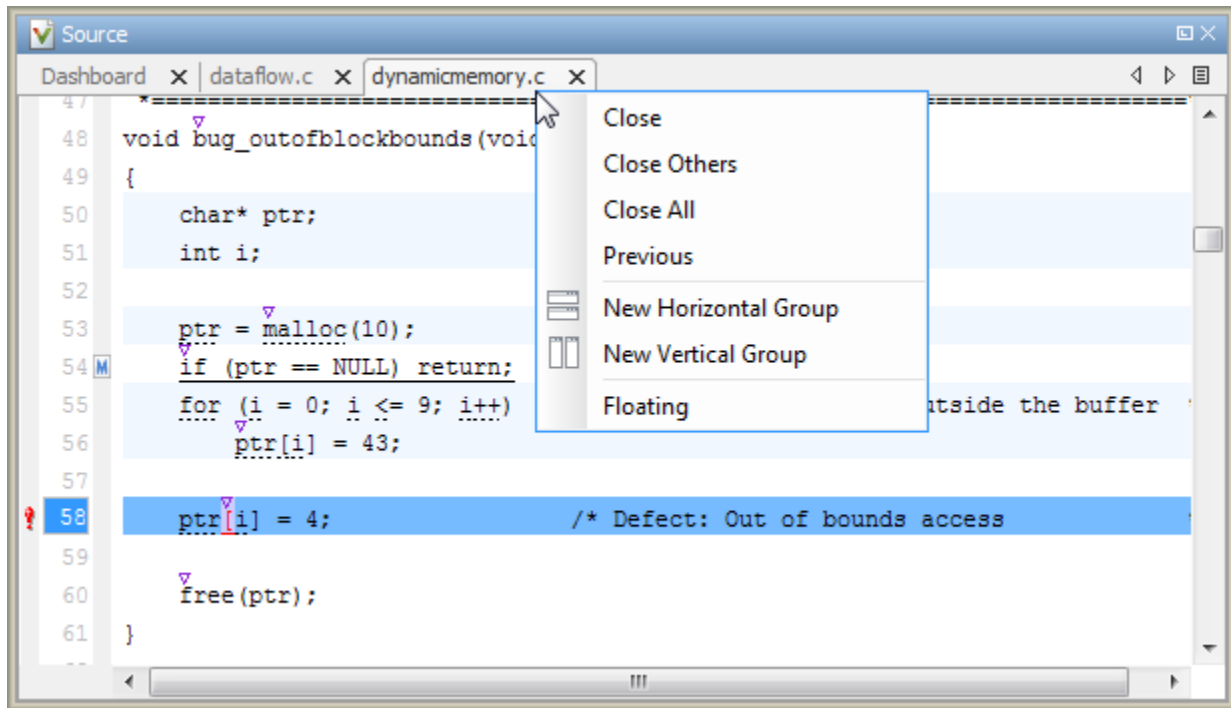 Source
Dashboard dataflow.c dynamicmemory.c
47 *=====================================================================
48 void bug_outofblockbounds(void
49 {
50 char* ptr;
51 int i;
52
53 ptr = malloc(10);
54 M if (ptr == NULL) return;
55 for (i = 0; i <= 9; i++) utside the buffer
56 ptr[i] = 43;
57
58 ptr[i] = 4; /* Defect: Out of bounds access
59
60 free(ptr);
61 }
Close
Close Others
Close All
Previous
New Horizontal Group
New Vertical Group
Floating